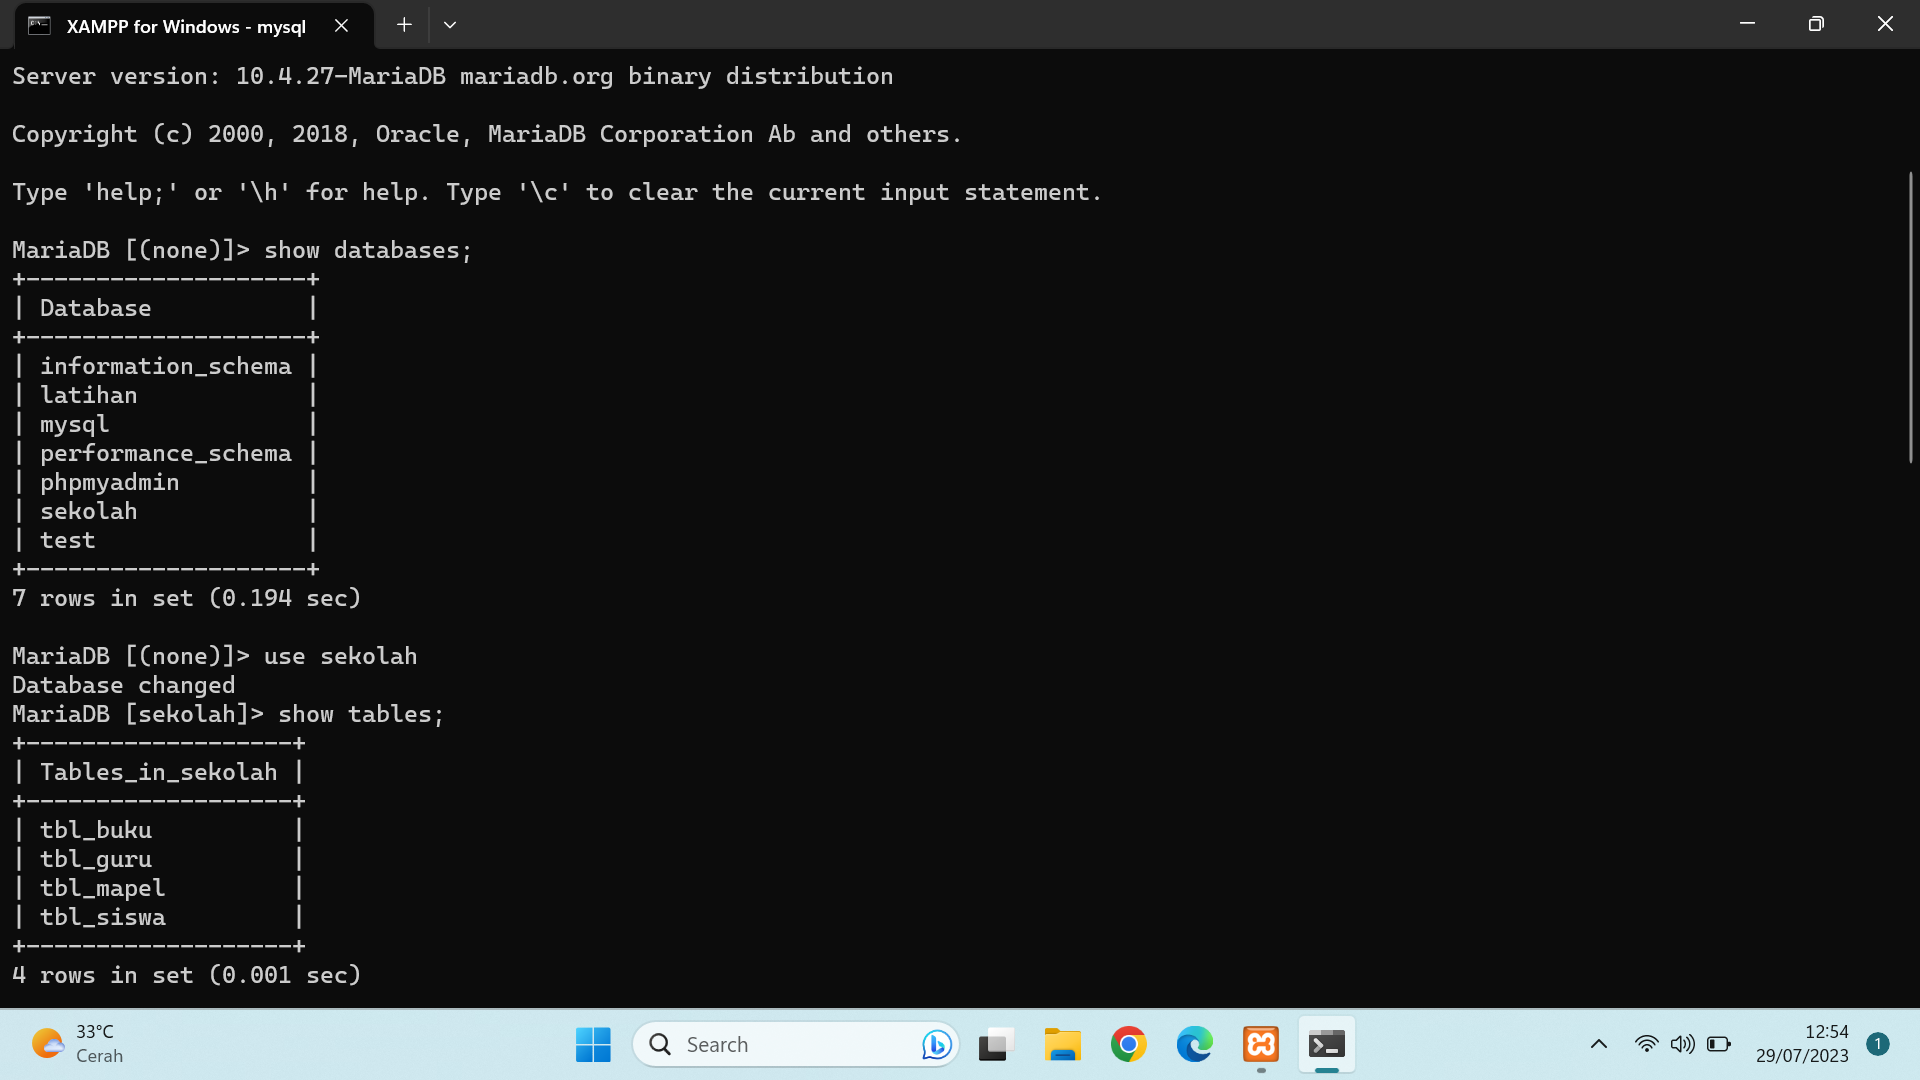 XAMPP for Windows - mysql
Server version: 10.4.27-MariaDB mariadb.org binary distribution
Copyright (c) 2000, 2018, Oracle, MariaDB Corporation Ab and others.
Type 'help;' or '\h' for help. Type '\c' to clear the current input statement.
MariaDB [(none)]> show databases;
+--------------------+
| Database           |
+--------------------+
| information_schema |
| latihan            |
| mysql              |
| performance_schema |
| phpmyadmin         |
| sekolah            |
| test               |
+--------------------+
7 rows in set (0.194 sec)
MariaDB [(none)]> use sekolah
Database changed
MariaDB [sekolah]> show tables;
+-------------------+
| Tables_in_sekolah |
+-------------------+
| tbl_buku          |
| tbl_guru          |
| tbl_mapel         |
| tbl_siswa         |
+-------------------+
4 rows in set (0.001 sec)
33°C
Cerah
Search
12:54
29/07/2023
1